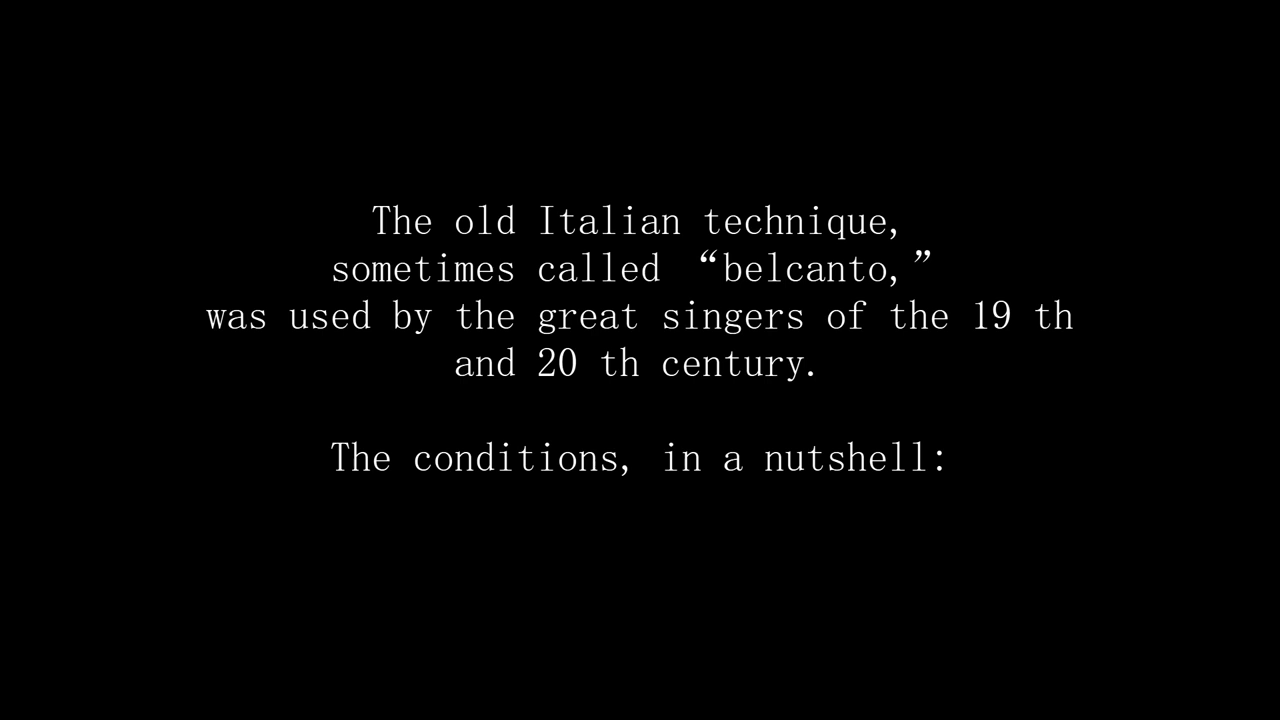 The old Italian technique,
sometimes called “belcanto,”
was used by the great singers of the 19 th
and 20 th century.
The conditions, in a nutshell: